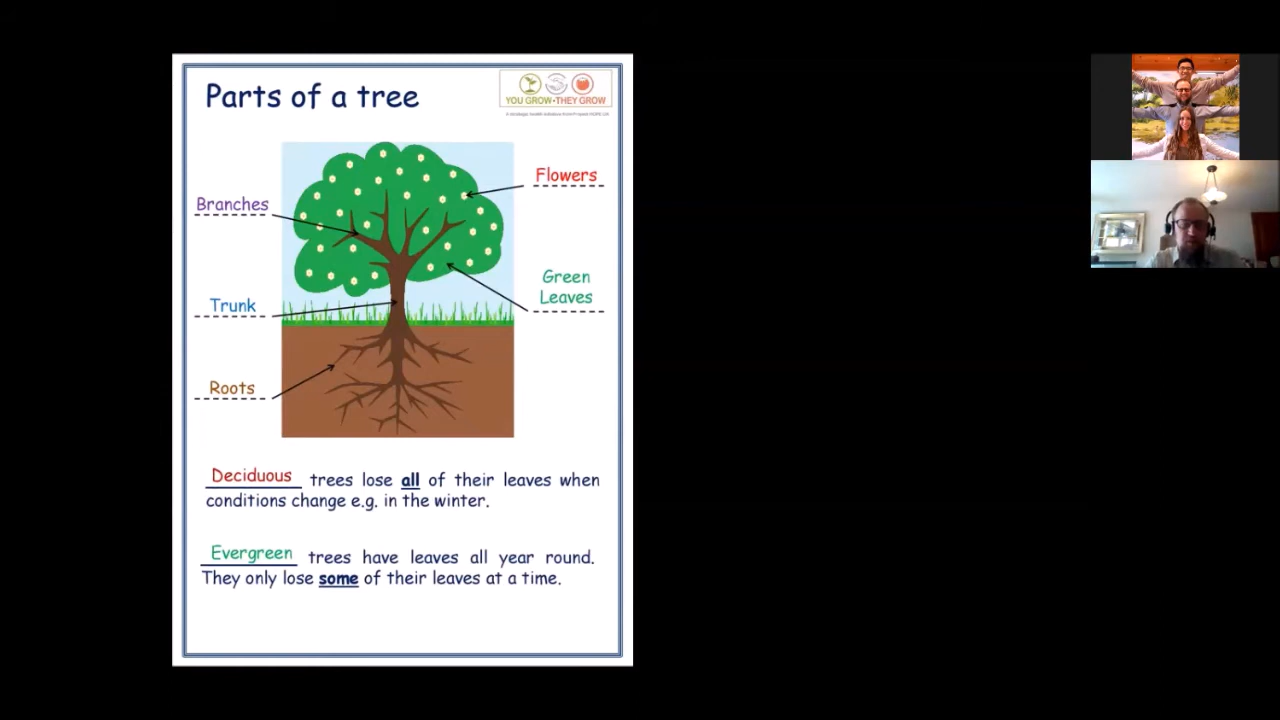 Parts of a tree
YOU GROW•THEY GROW
Flowers
Branches
Green
Leaves
Trunk
Roots
Deciduous trees lose all of their leaves when
conditions change e.g. in the winter.
Evergreen trees have leaves all year round.
They only lose some of their leaves at a time.